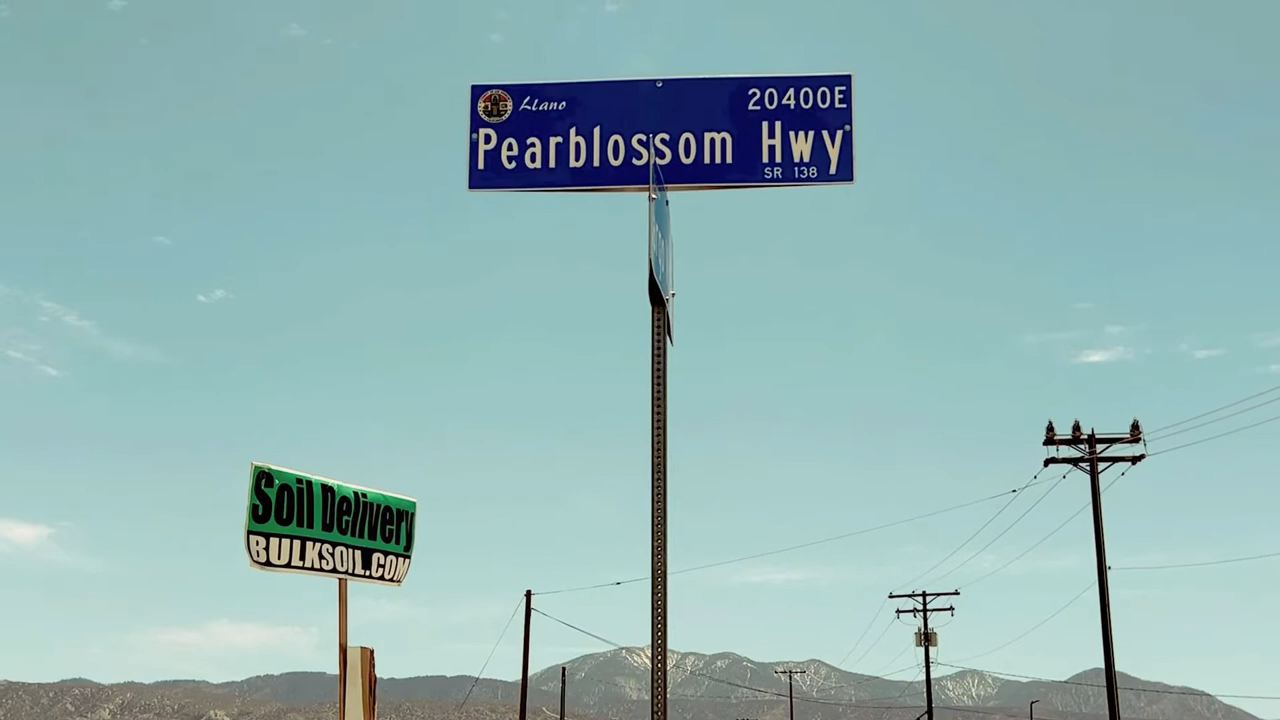 Llano
20400E
Pearblossom Hwy
SR 138
Soil Delivery
BULKSOIL.COM